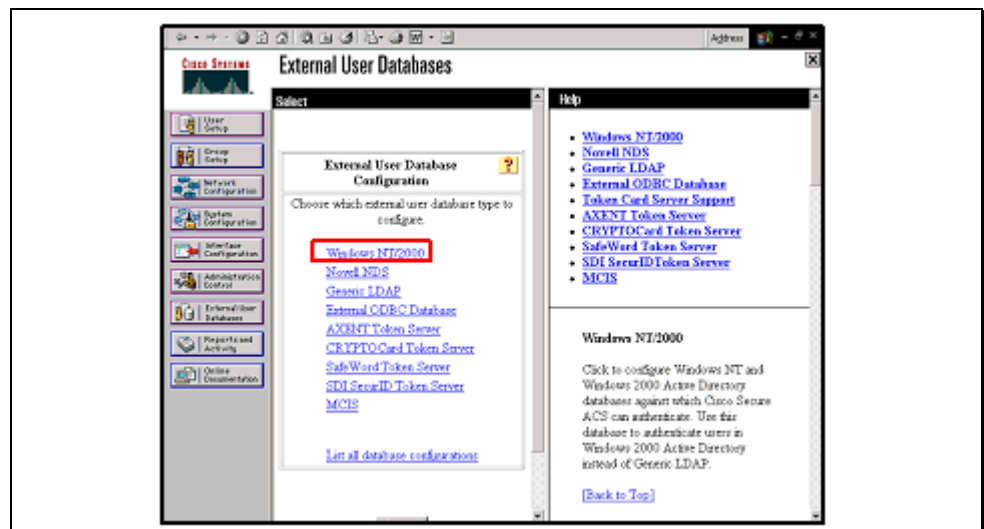 Address
Cisco Systems
External User Databases
Select
Help
User
Setup
Group
Setup
Network
Configuration
System
Configuration
Interface
Configuration
Administration
Control
External User
Databases
Reports and
Activity
Online
Documentation
External User Database
Configuration
Choose which external user database type to
configure.
Windows NT/2000
Novell NDS
Generic LDAP
External ODBC Database
AXENT Token Server
CRYPTOCard Token Server
SafeWord Token Server
SDI SecurID Token Server
MCIS
List all database configurations
Windows NT/2000
Novell NDS
Generic LDAP
External ODBC Database
Token Card Server Support
AXENT Token Server
CRYPTOCard Token Server
SafeWord Token Server
SDI SecurID Token Server
MCIS
Windows NT/2000
Click to configure Windows NT and
Windows 2000 Active Directory
databases against which Cisco Secure
ACS can authenticate. Use this
database to authenticate users in
Windows 2000 Active Directory
instead of Generic LDAP.
[Back to Top]